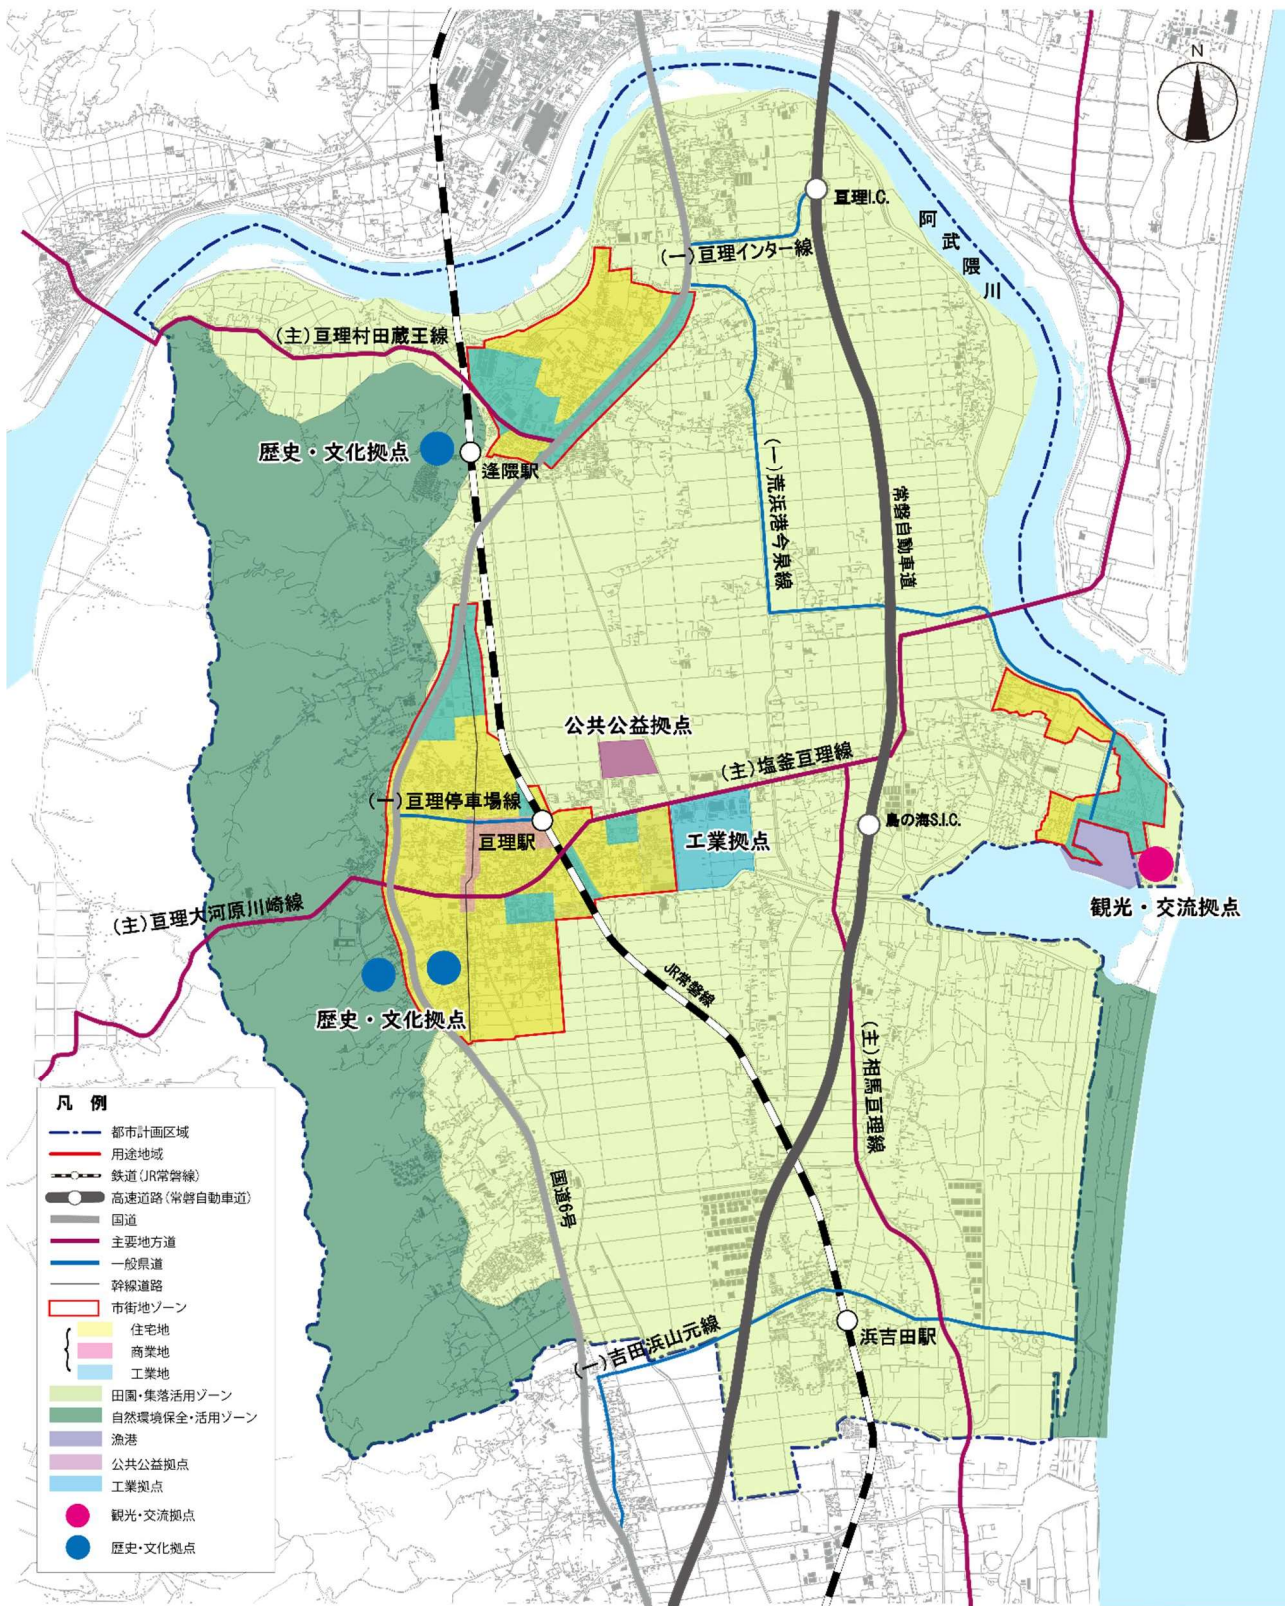 N
亘理I.C.
阿武隈川
(一)亘理インター線
(主)亘理村田蔵王線
歴史・文化拠点
逢隈駅
(一)荒浜港今泉線
常磐自動車道
公共公益拠点
(主)塩釜亘理線
(一)亘理停車場線
亘理駅
工業拠点
鳥の海S.I.C.
観光・交流拠点
(主)亘理大河原川崎線
JR常磐線
歴史・文化拠点
(主)相馬亘理線
国道6号
(一)吉田浜山元線
浜吉田駅
凡 例
都市計画区域
用途地域
鉄道(JR常磐線)
高速道路(常磐自動車道)
国道
主要地方道
一般県道
幹線道路
市街地ゾーン
住宅地
商業地
工業地
田園・集落活用ゾーン
自然環境保全・活用ゾーン
漁港
公共公益拠点
工業拠点
観光・交流拠点
歴史・文化拠点